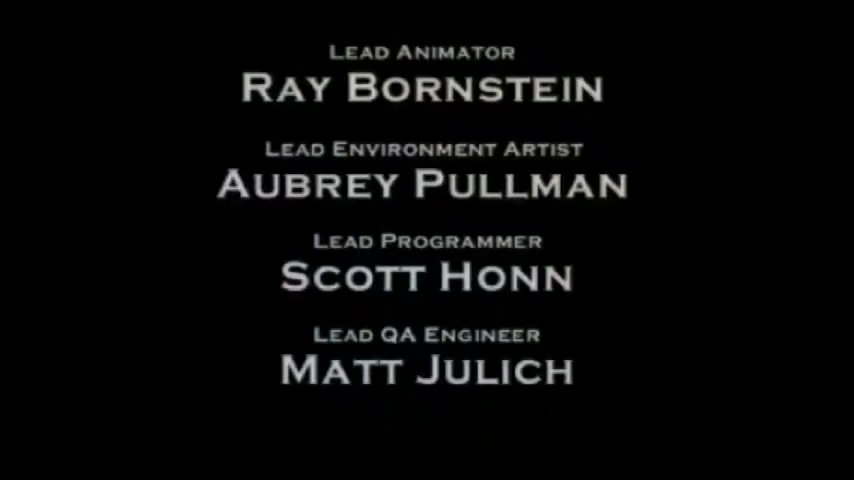 Lead Animator
Ray Bornstein
Lead Environment Artist
Aubrey Pullman
Lead Programmer
Scott Honn
Lead QA Engineer
Matt Julich